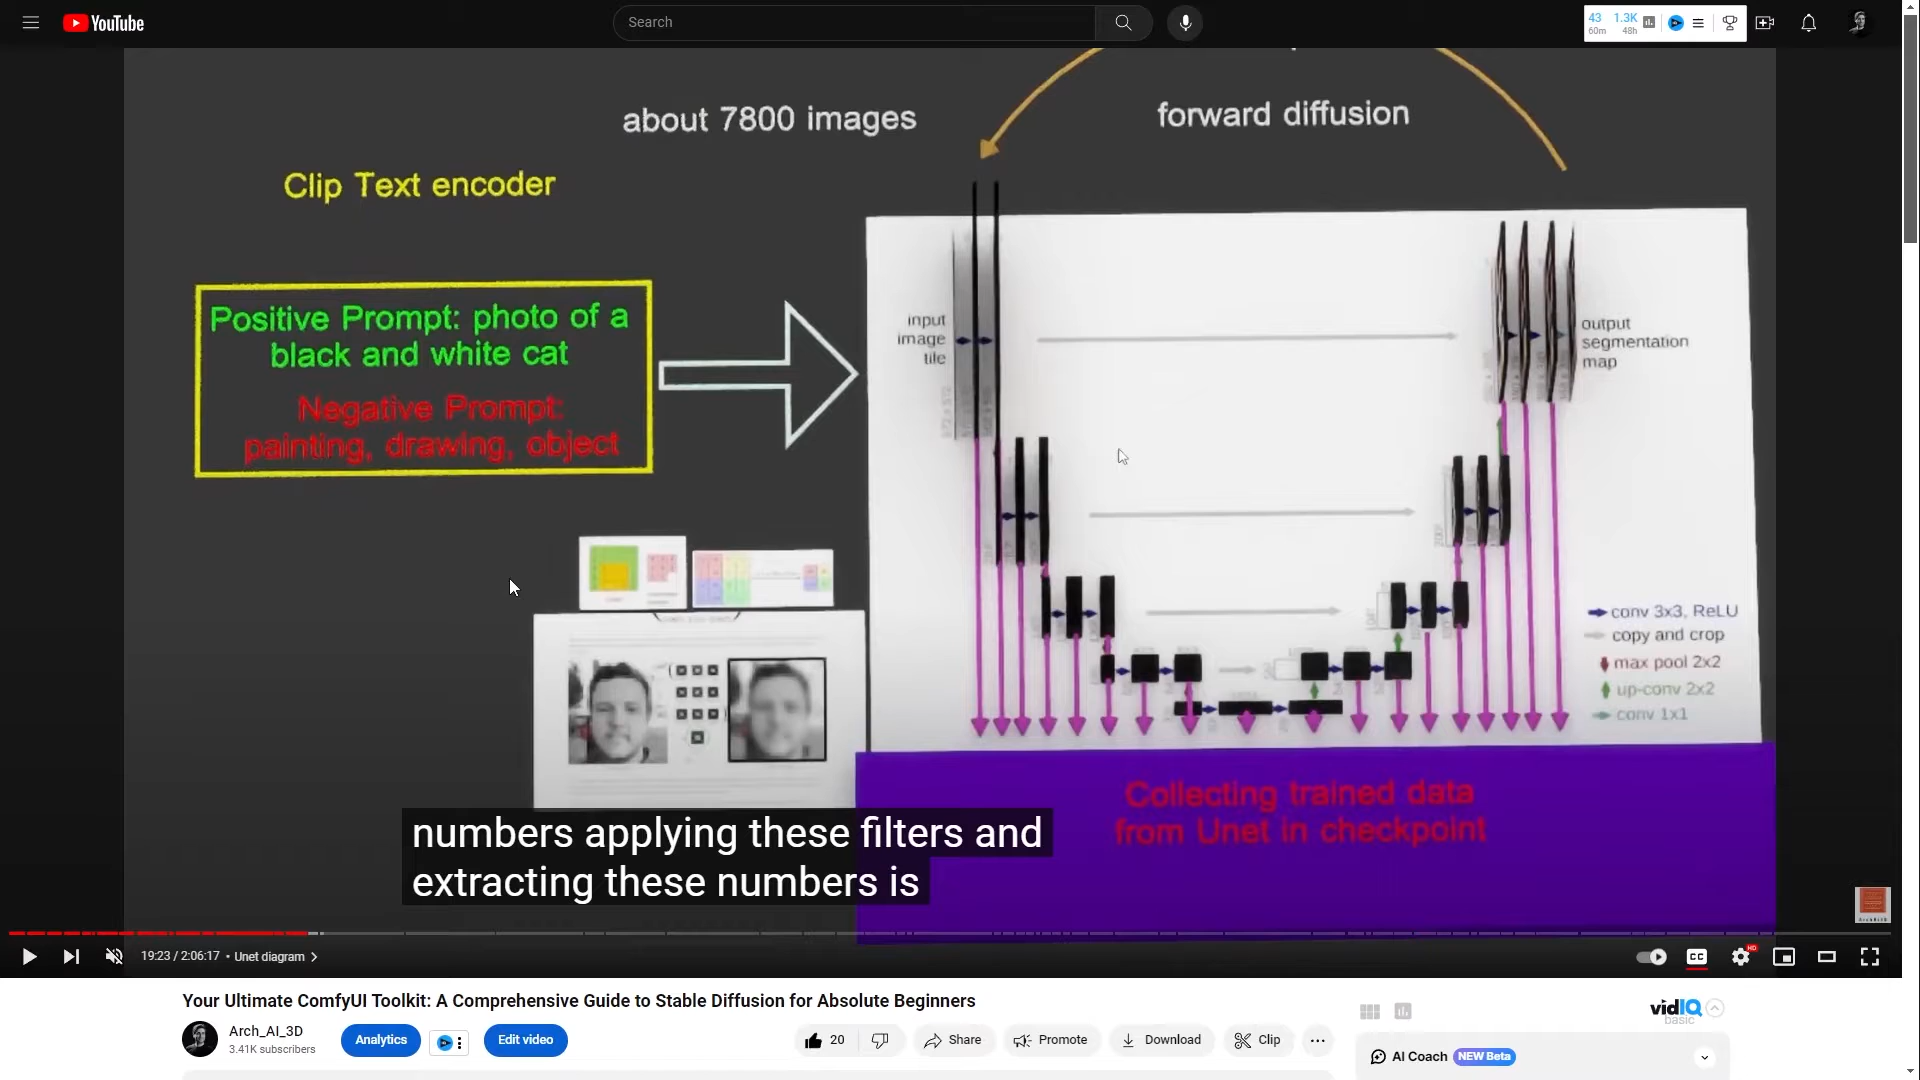 YouTube
Search
43
60m
1.3K
48h
about 7800 images
forward diffusion
Clip Text encoder
Positive Prompt: photo of a
black and white cat
Negative Prompt:
painting, drawing, object
input
image
tile
output
segmentation
map
conv 3x3, ReLU
copy and crop
max pool 2x2
up-conv 2x2
conv 1x1
Collecting trained data
from Unet in checkpoint
numbers applying these filters and
extracting these numbers is
19:23 / 2:06:17 • Unet diagram
CC
HD
Your Ultimate ComfyUI Toolkit: A Comprehensive Guide to Stable Diffusion for Absolute Beginners
Arch_AI_3D
3.41K subscribers
Analytics
Edit video
20
Share
Promote
Download
Clip
vidIQ
basic
AI Coach
NEW Beta